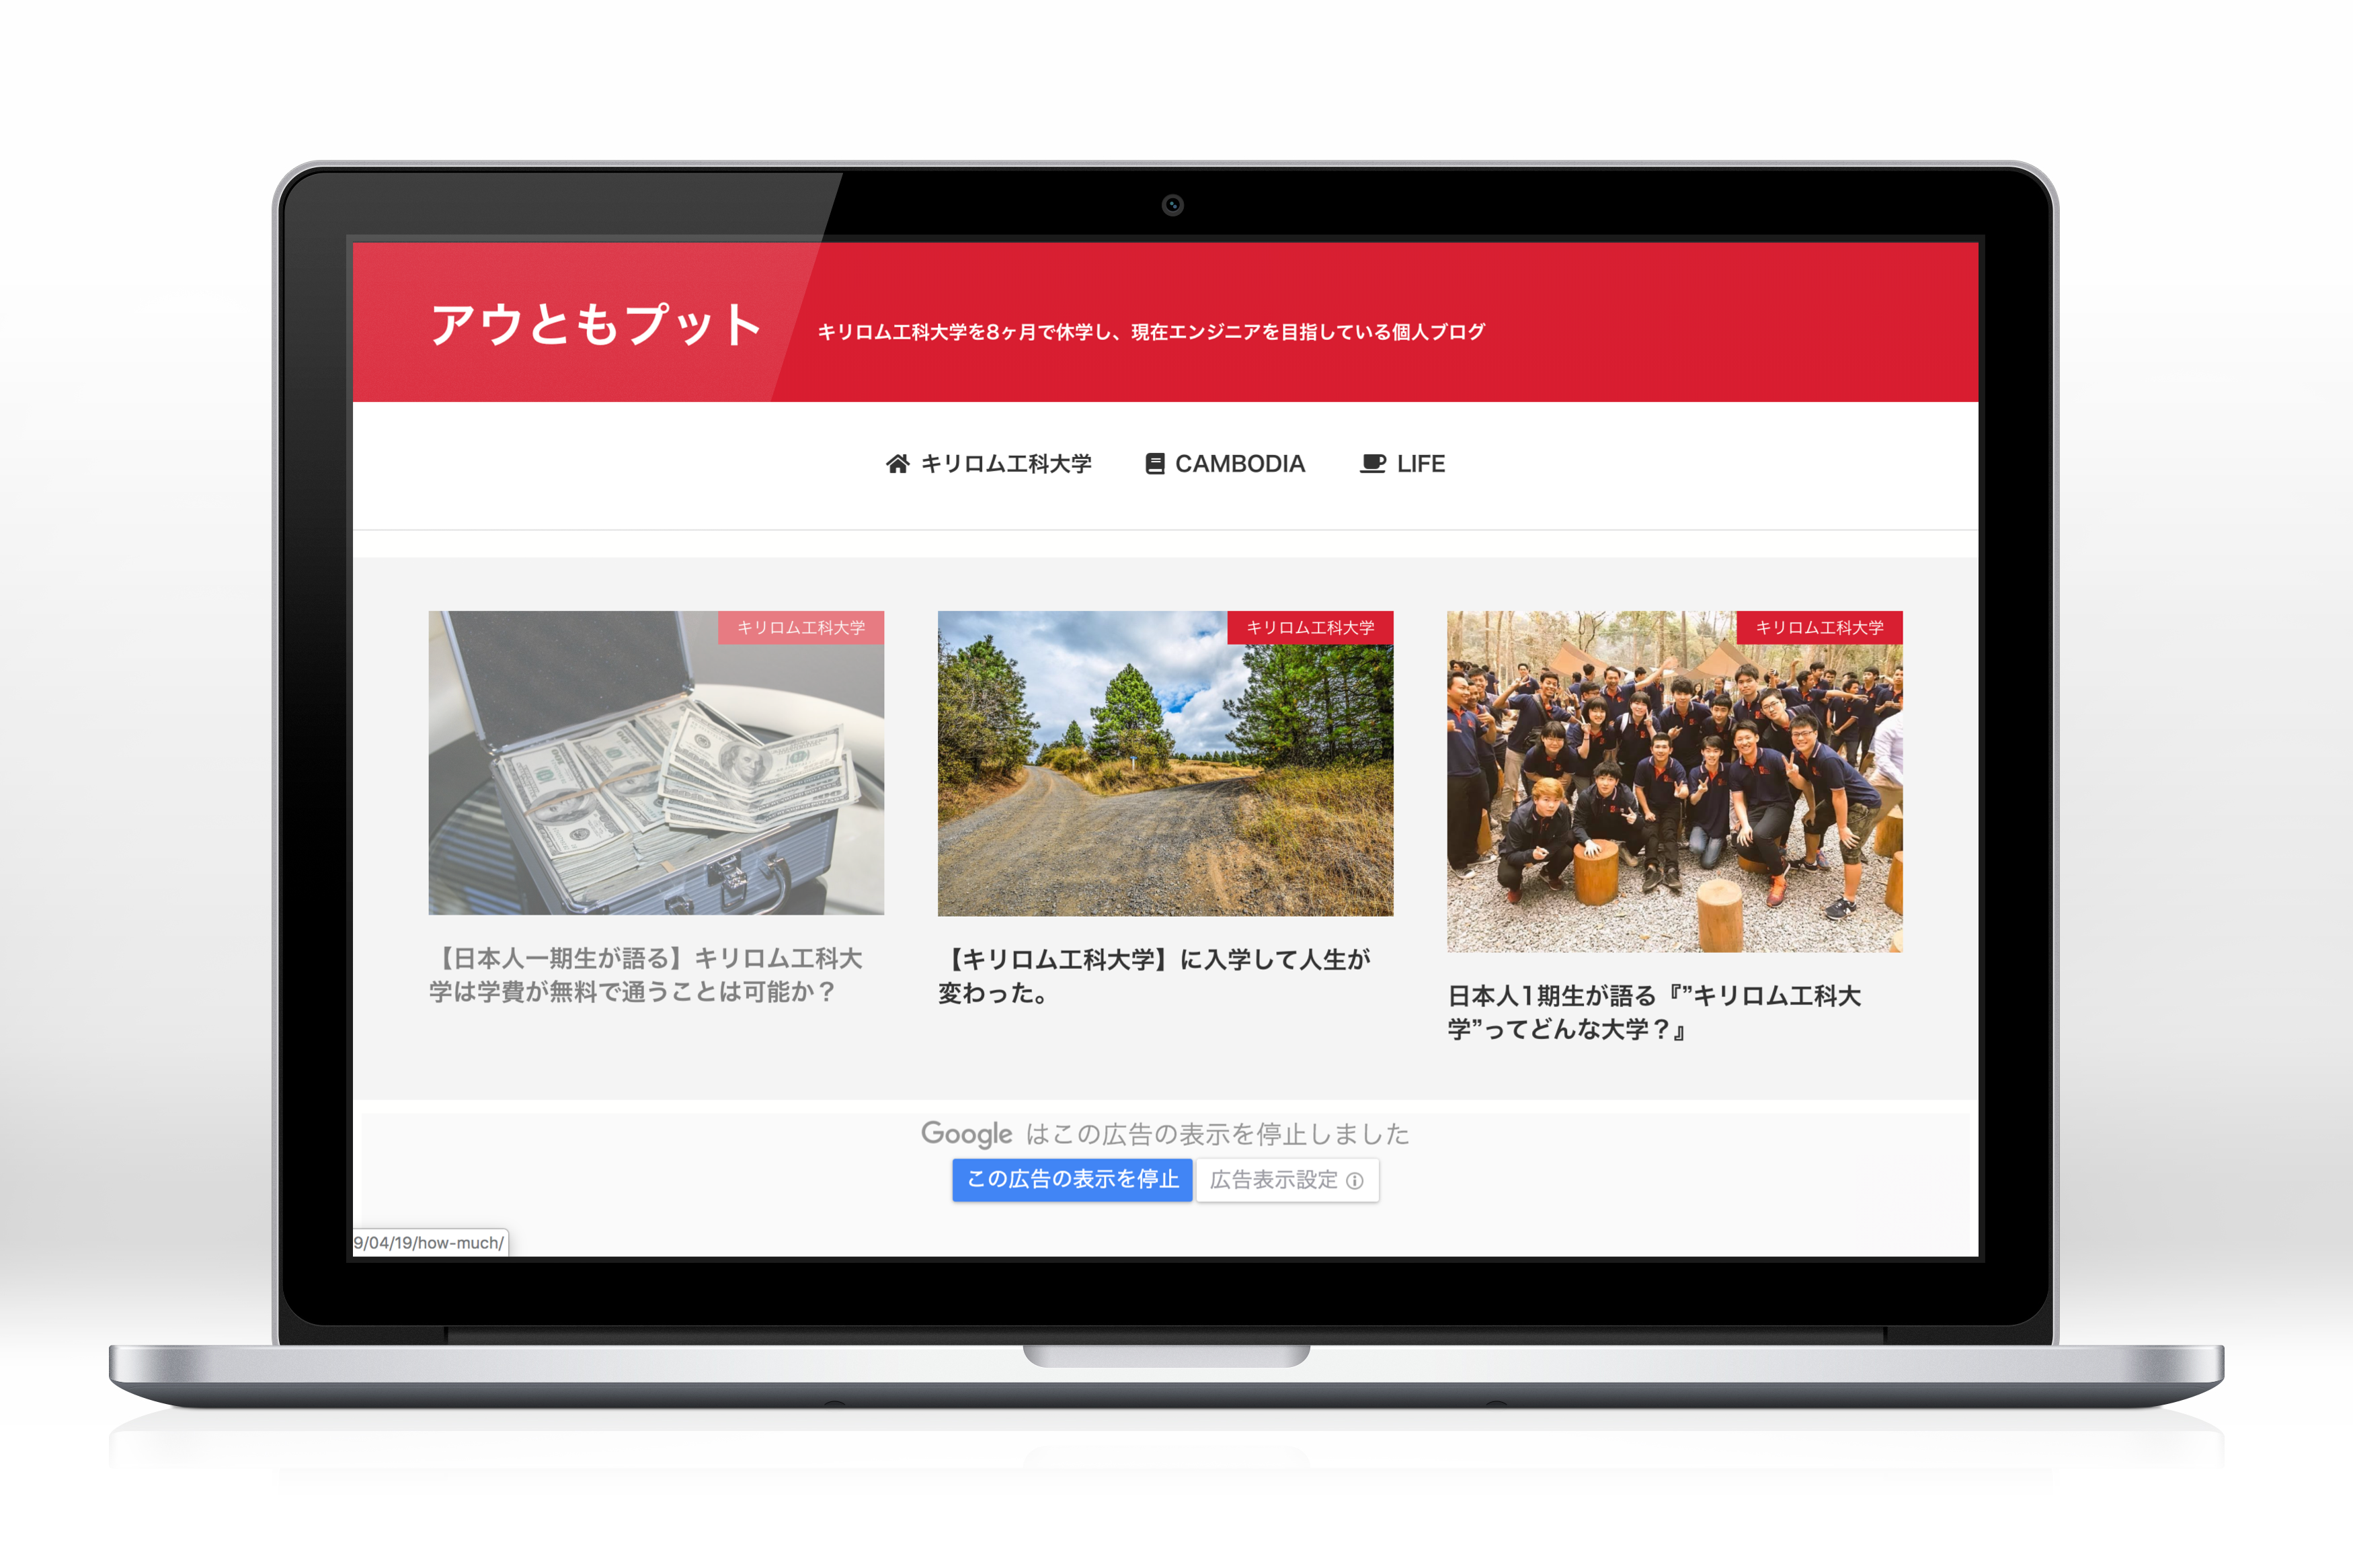 アウともプット
キリロム工科大学を8ヶ月で休学し、現在エンジニアを目指している個人ブログ
キリロム工科大学
CAMBODIA
LIFE
キリロム工科大学
【日本人一期生が語る】キリロム工科大
学は学費が無料で通うことは可能か？
キリロム工科大学
【キリロム工科大学】に入学して人生が
変わった。
キリロム工科大学
日本人1期生が語る『”キリロム工科大
学”ってどんな大学？』
Google はこの広告の表示を停止しました
この広告の表示を停止
広告表示設定
9/04/19/how-much/